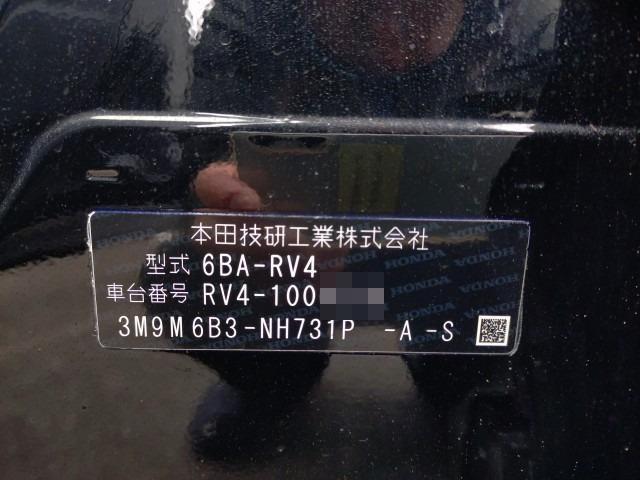 本田技研工業株式会社
型式 6BA-RV4
車台番号 RV4-100
3M9M6B3-NH731P -A-S